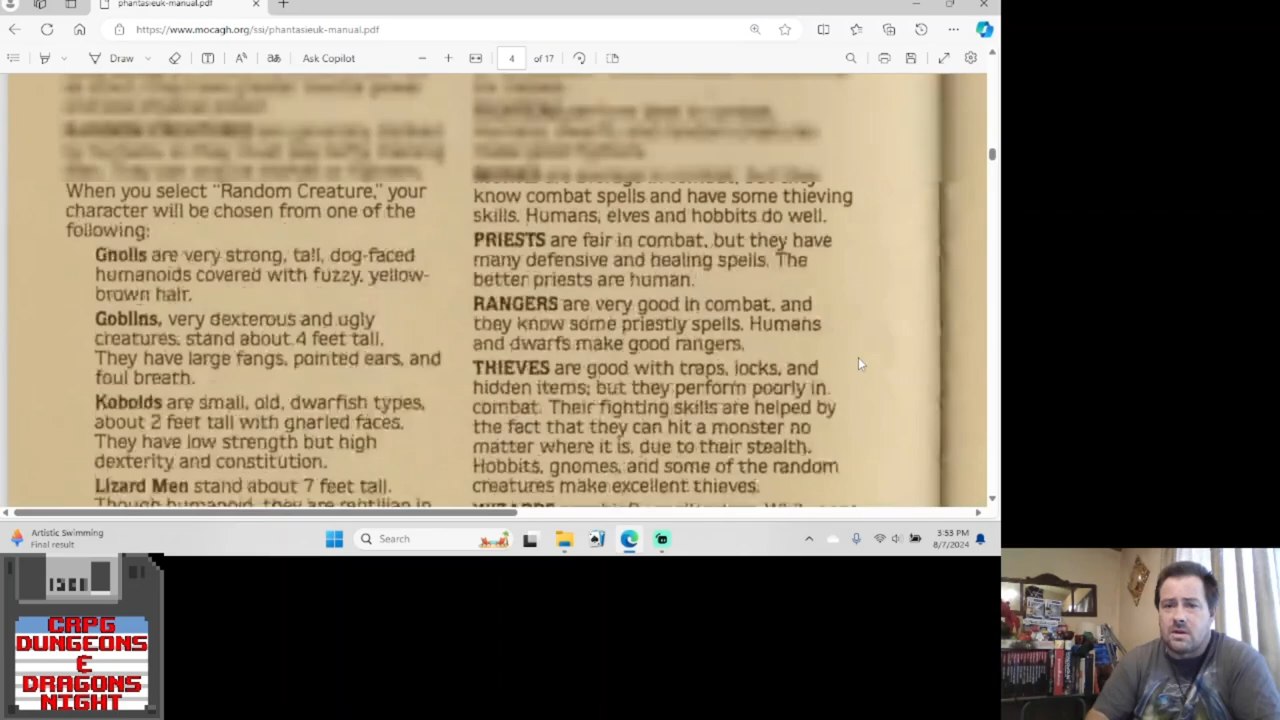 phantasieuk-manual.pdf
https://www.mocagh.org/ssi/phantasieuk-manual.pdf
Draw
Ask Copilot
4
of 17
When you select "Random Creature," your
character will be chosen from one of the
following:
Gnolls are very strong, tall, dog-faced
humanoids covered with fuzzy, yellow-
brown hair.
Goblins, very dexterous and ugly
creatures, stand about 4 feet tall.
They have large fangs, pointed ears, and
foul breath.
Kobolds are small, old, dwarfish types,
about 2 feet tall with gnarled faces.
They have low strength but high
dexterity and constitution.
Lizard Men stand about 7 feet tall.
Though humanoid, they are reptilian in
know combat spells and have some thieving
skills. Humans, elves and hobbits do well.
PRIESTS are fair in combat, but they have
many defensive and healing spells. The
better priests are human.
RANGERS are very good in combat, and
they know some priestly spells. Humans
and dwarfs make good rangers.
THIEVES are good with traps, locks, and
hidden items; but they perform poorly in
combat. Their fighting skills are helped by
the fact that they can hit a monster no
matter where it is, due to their stealth.
Hobbits, gnomes, and some of the random
creatures make excellent thieves.
Artistic Swimming
Final result
Search
3:53 PM
8/7/2024
CRPG
DUNGEONS
&
DRAGONS
NIGHT